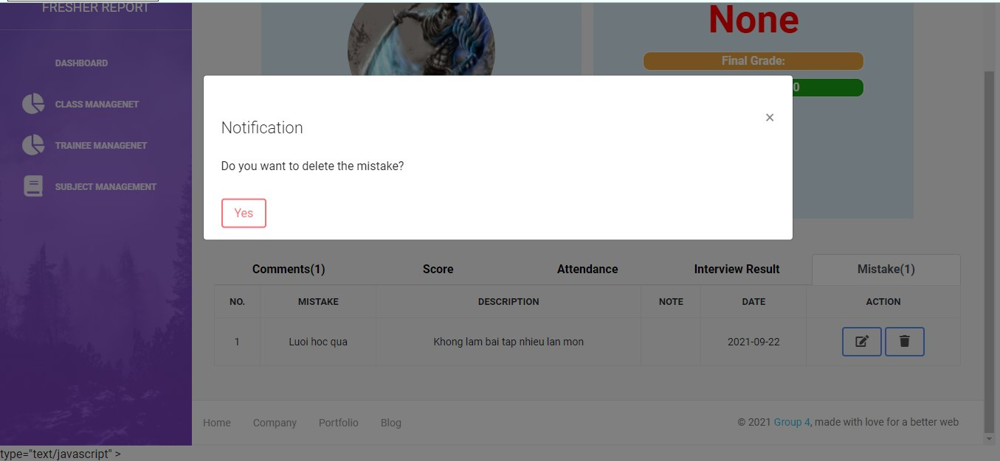 FRESHER REPORT
None
DASHBOARD
Final Grade:
0
CLASS MANAGENET
TRAINEE MANAGENET
SUBJECT MANAGEMENT
Notification
×
Do you want to delete the mistake?
Yes
Comments(1) Score Attendance Interview Result Mistake(1)
NO. MISTAKE DESCRIPTION NOTE DATE ACTION
1 Luoi hoc qua Khong lam bai tap nhieu lan mon 2021-09-22
Home Company Portfolio Blog © 2021 Group 4, made with love for a better web
type="text/javascript" >